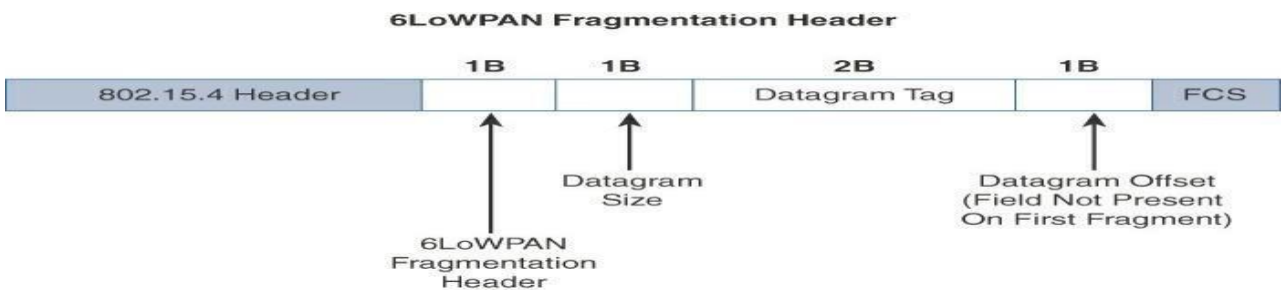 6LoWPAN Fragmentation Header
1B 1B 2B 1B
802.15.4 Header Datagram Tag FCS
Datagram
Size
Datagram Offset
(Field Not Present
On First Fragment)
6LoWPAN
Fragmentation
Header